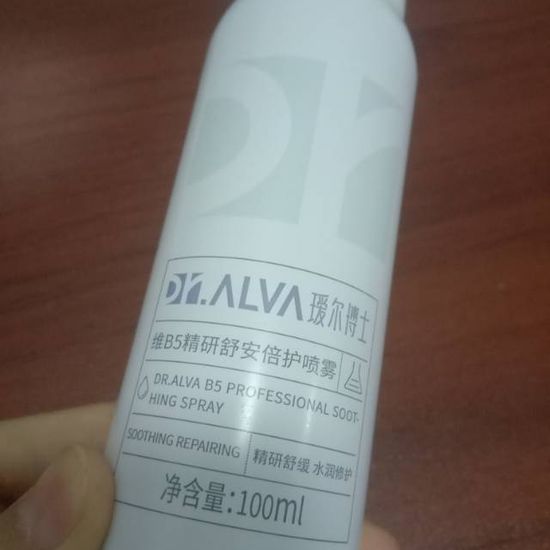 Dr
Dr.ALVA 瑷尔博士
维B5精研舒安倍护喷雾
DR.ALVA B5 PROFESSIONAL SOOT-
HING SPRAY
SOOTHING REPAIRING 精研舒缓 水润修护
净含量:100ml